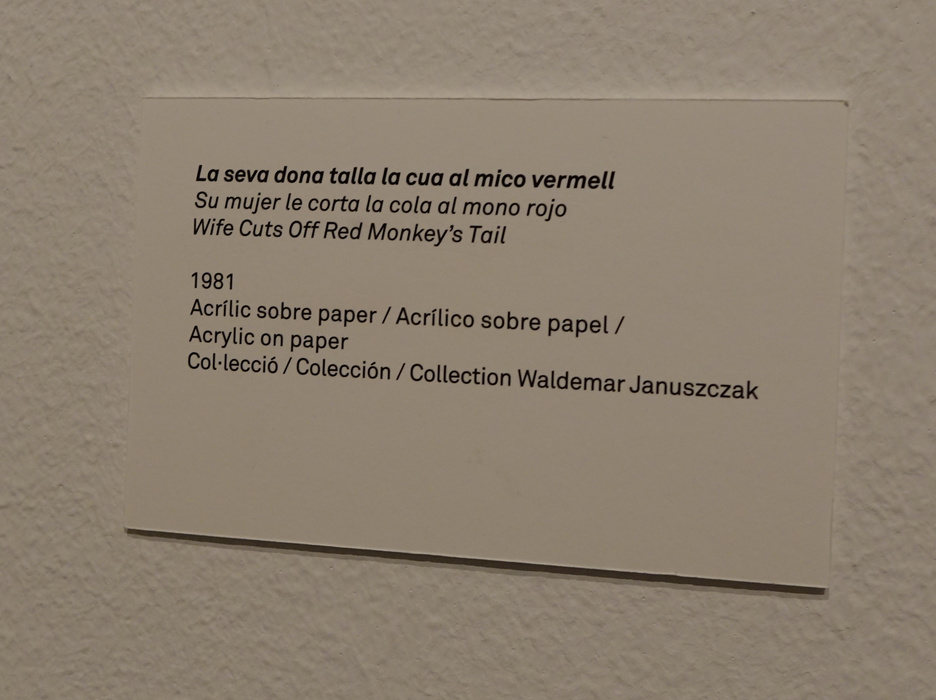 La seva dona talla la cua al mico vermell
Su mujer le corta la cola al mono rojo
Wife Cuts Off Red Monkey's Tail
1981
Acrílic sobre paper / Acrílico sobre papel /
Acrylic on paper
Col·lecció / Colección / Collection Waldemar Januszczak